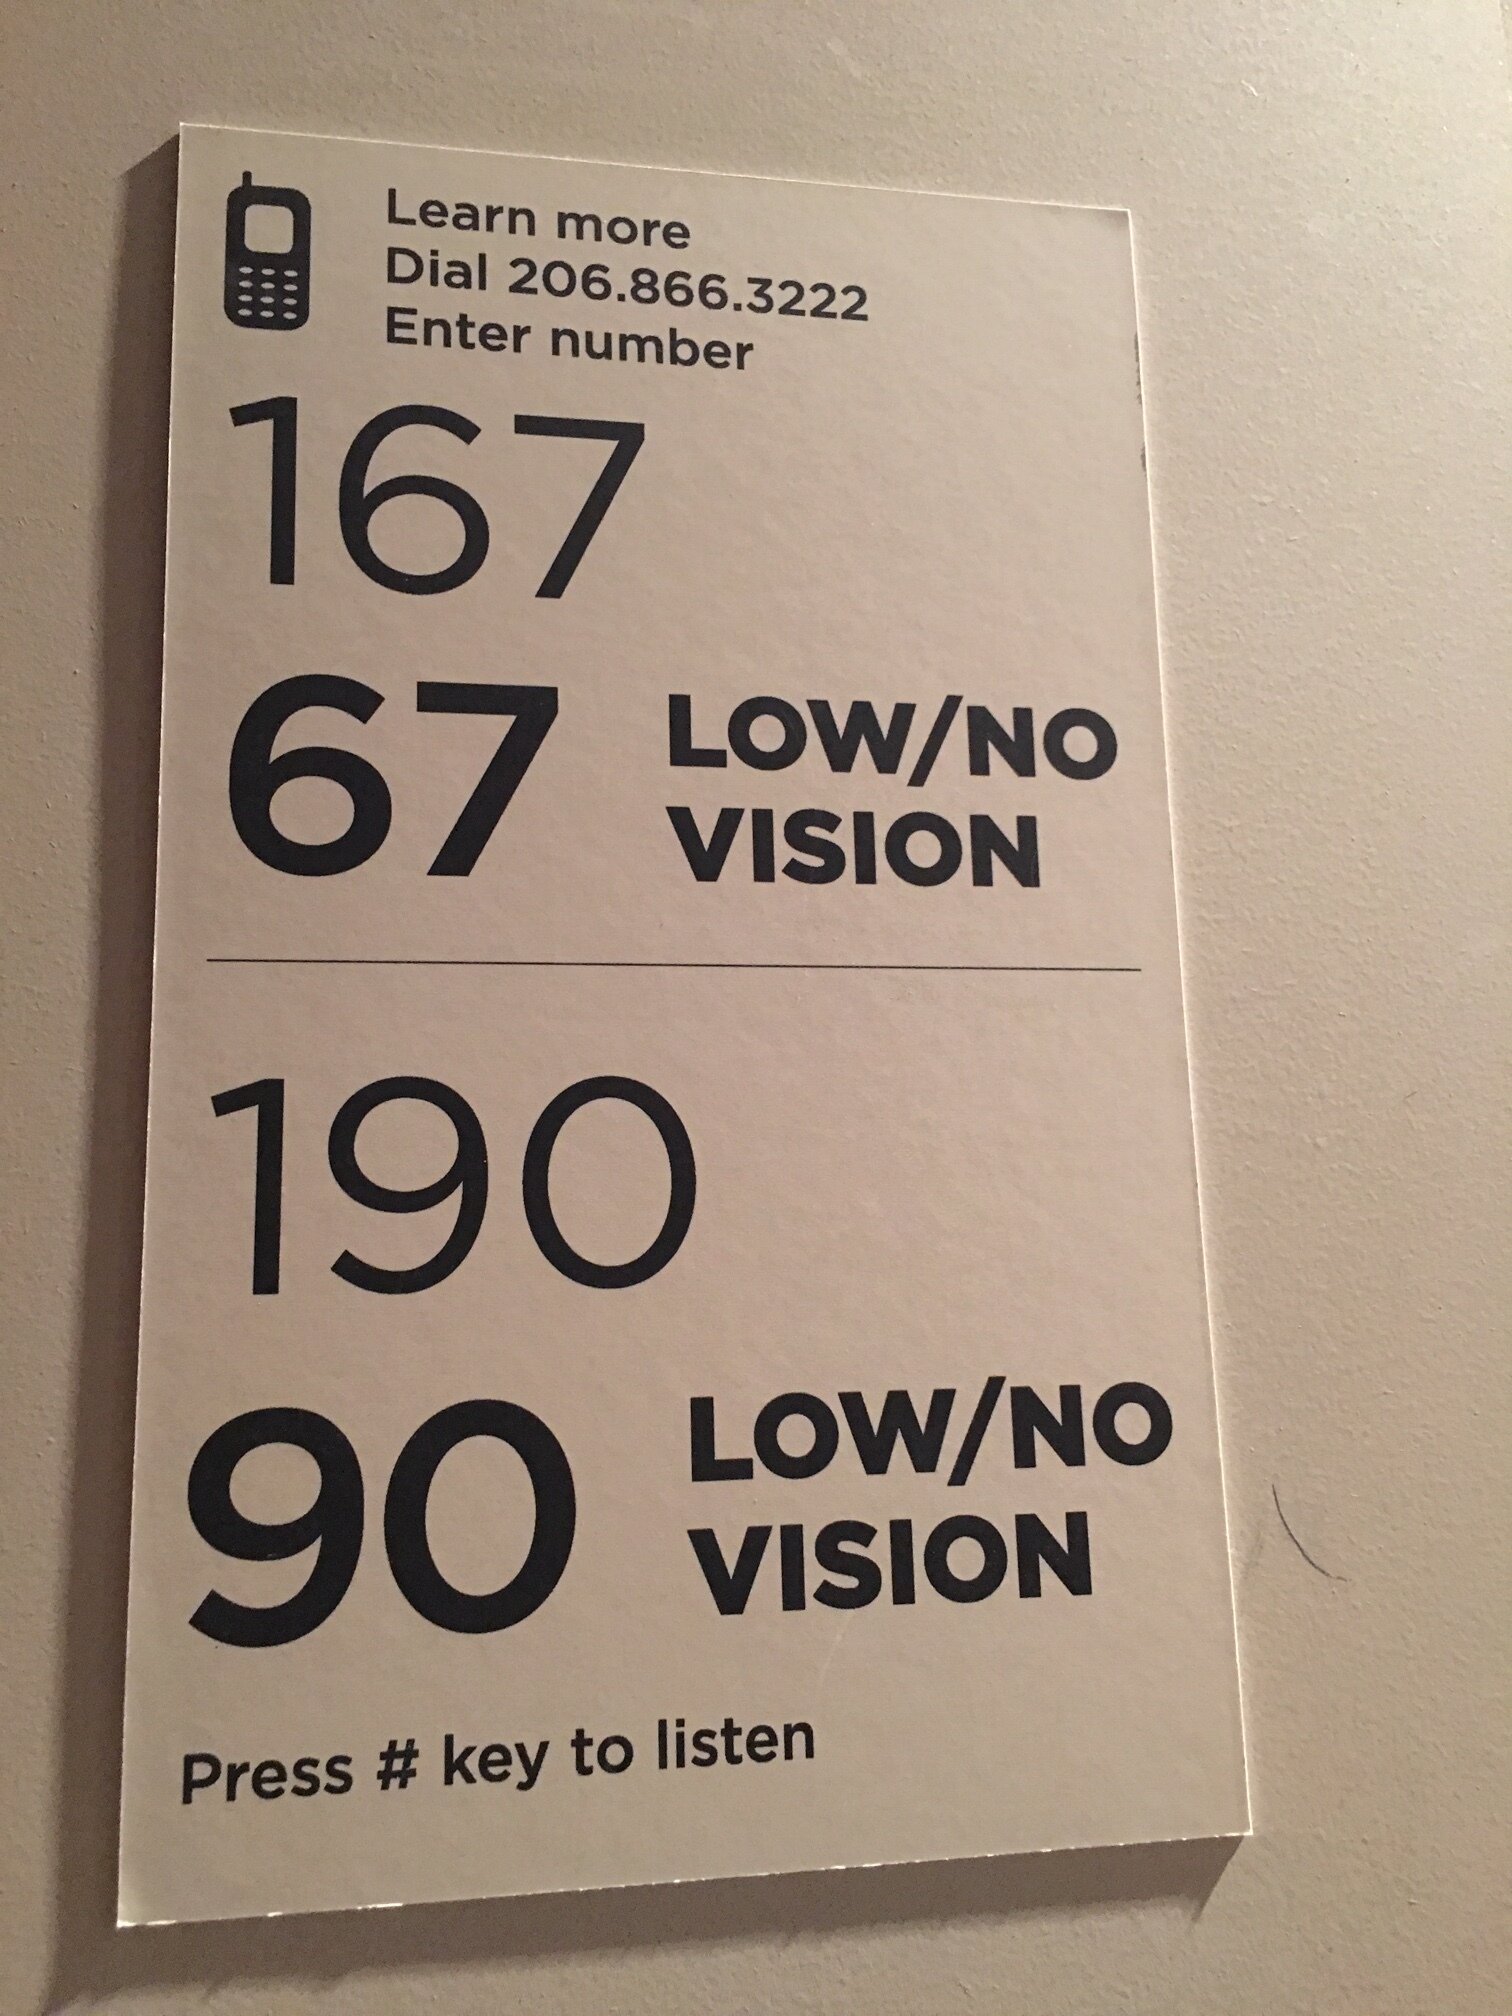 Learn more
Dial 206.866.3222
Enter number
167
67 LOW/NO
VISION
190
90 LOW/NO
VISION
Press # key to listen